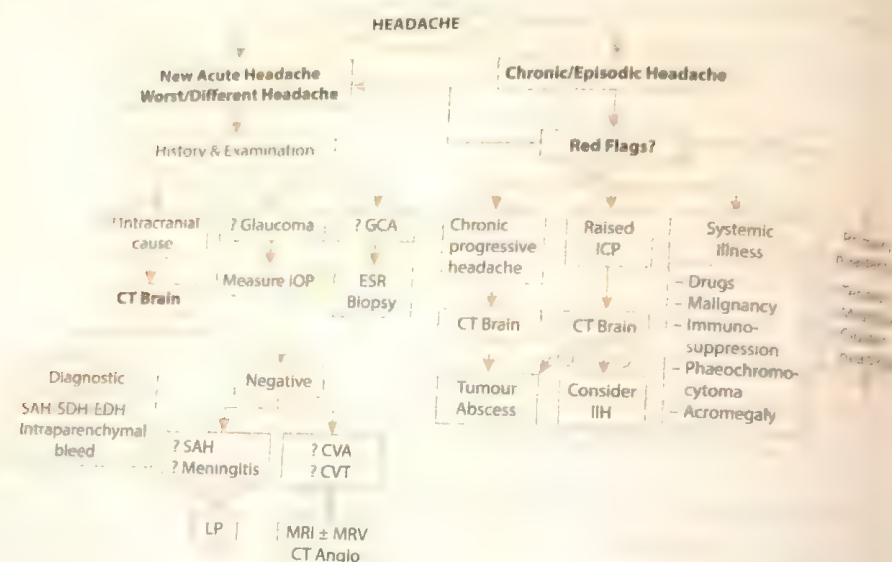 HEADACHE
New Acute Headache
Worst/Different Headache
Chronic/Episodic Headache
History & Examination
Red Flags?
? Intracranial
cause
? Glaucoma
? GCA
Chronic
progressive
headache
Raised
ICP
Systemic
illness
CT Brain
Measure IOP
ESR
Biopsy
CT Brain
CT Brain
– Drugs
– Malignancy
– Immuno-
suppression
– Phaeochromo-
cytoma
– Acromegaly
Diagnostic
SAH SDH EDH
Intraparenchymal
bleed
Negative
Tumour
Abscess
Consider
IIH
? SAH
? Meningitis
? CVA
? CVT
LP
MRI ± MRV
CT Angio